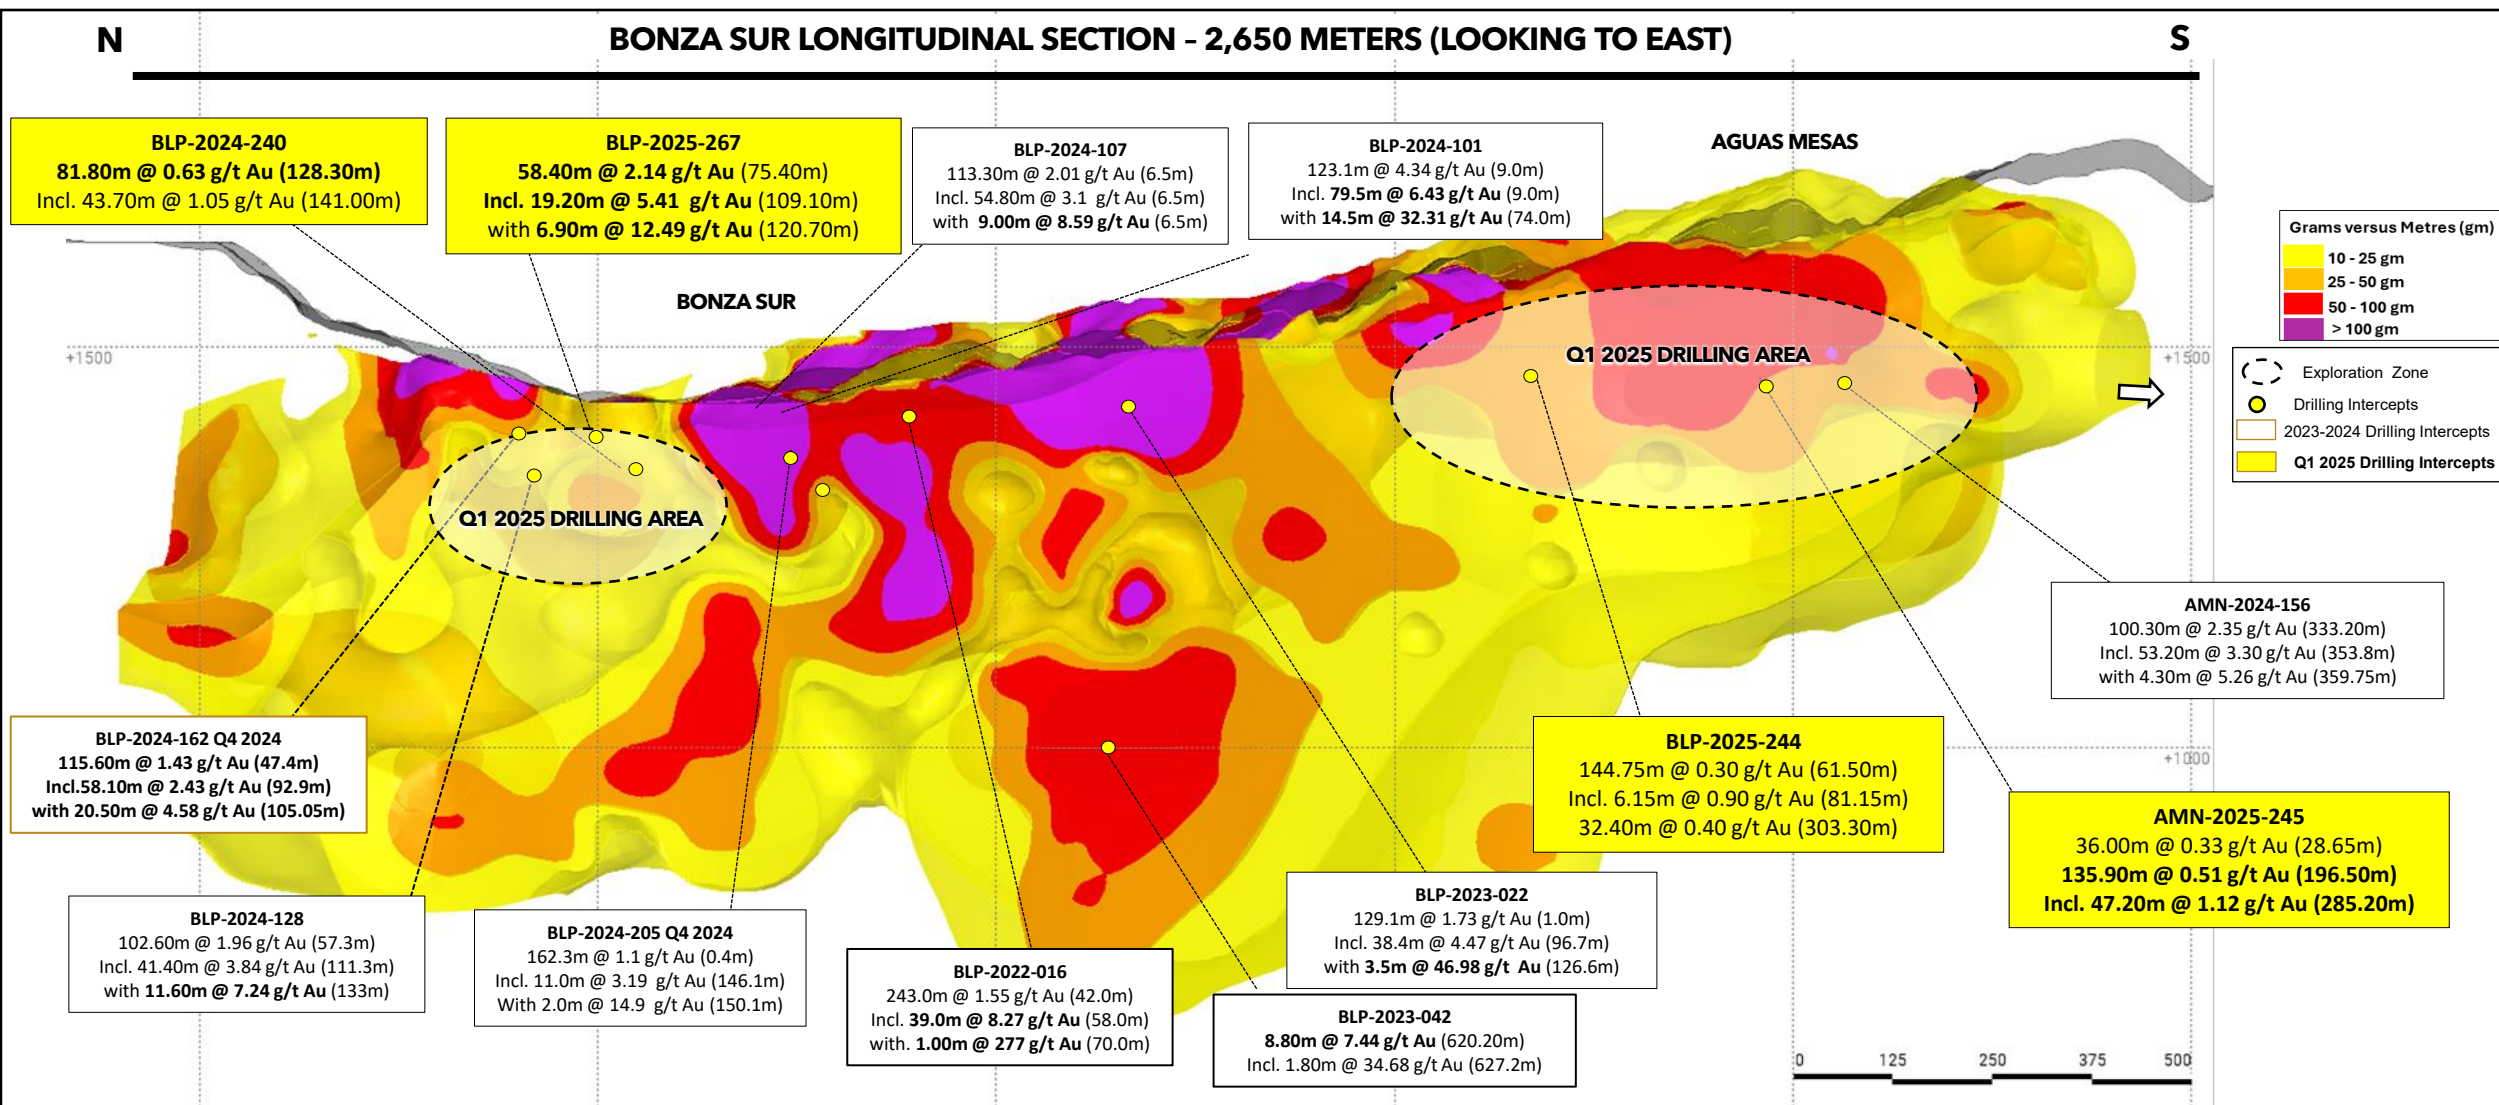 N
BONZA SUR LONGITUDINAL SECTION – 2,650 METERS (LOOKING TO EAST)
S
BLP-2024-240
81.80m @ 0.63 g/t Au (128.30m)
Incl. 43.70m @ 1.05 g/t Au (141.00m)
BLP-2025-267
58.40m @ 2.14 g/t Au (75.40m)
Incl. 19.20m @ 5.41 g/t Au (109.10m)
with 6.90m @ 12.49 g/t Au (120.70m)
BLP-2024-107
113.30m @ 2.01 g/t Au (6.5m)
Incl. 54.80m @ 3.1 g/t Au (6.5m)
with 9.00m @ 8.59 g/t Au (6.5m)
BLP-2024-101
123.1m @ 4.34 g/t Au (9.0m)
Incl. 79.5m @ 6.43 g/t Au (9.0m)
with 14.5m @ 32.31 g/t Au (74.0m)
AGUAS MESAS
BONZA SUR
Grams versus Metres (gm)
10 - 25 gm
25 - 50 gm
50 - 100 gm
> 100 gm
Exploration Zone
Drilling Intercepts
2023-2024 Drilling Intercepts
Q1 2025 Drilling Intercepts
+1500
+1500
Q1 2025 DRILLING AREA
Q1 2025 DRILLING AREA
+1000
AMN-2024-156
100.30m @ 2.35 g/t Au (333.20m)
Incl. 53.20m @ 3.30 g/t Au (353.8m)
with 4.30m @ 5.26 g/t Au (359.75m)
BLP-2024-162 Q4 2024
115.60m @ 1.43 g/t Au (47.4m)
Incl.58.10m @ 2.43 g/t Au (92.9m)
with 20.50m @ 4.58 g/t Au (105.05m)
BLP-2025-244
144.75m @ 0.30 g/t Au (61.50m)
Incl. 6.15m @ 0.90 g/t Au (81.15m)
32.40m @ 0.40 g/t Au (303.30m)
AMN-2025-245
36.00m @ 0.33 g/t Au (28.65m)
135.90m @ 0.51 g/t Au (196.50m)
Incl. 47.20m @ 1.12 g/t Au (285.20m)
BLP-2024-128
102.60m @ 1.96 g/t Au (57.3m)
Incl. 41.40m @ 3.84 g/t Au (111.3m)
with 11.60m @ 7.24 g/t Au (133m)
BLP-2024-205 Q4 2024
162.3m @ 1.1 g/t Au (0.4m)
Incl. 11.0m @ 3.19 g/t Au (146.1m)
With 2.0m @ 14.9 g/t Au (150.1m)
BLP-2022-016
243.0m @ 1.55 g/t Au (42.0m)
Incl. 39.0m @ 8.27 g/t Au (58.0m)
with. 1.00m @ 277 g/t Au (70.0m)
BLP-2023-022
129.1m @ 1.73 g/t Au (1.0m)
Incl. 38.4m @ 4.47 g/t Au (96.7m)
with 3.5m @ 46.98 g/t Au (126.6m)
BLP-2023-042
8.80m @ 7.44 g/t Au (620.20m)
Incl. 1.80m @ 34.68 g/t Au (627.2m)
0 125 250 375 500